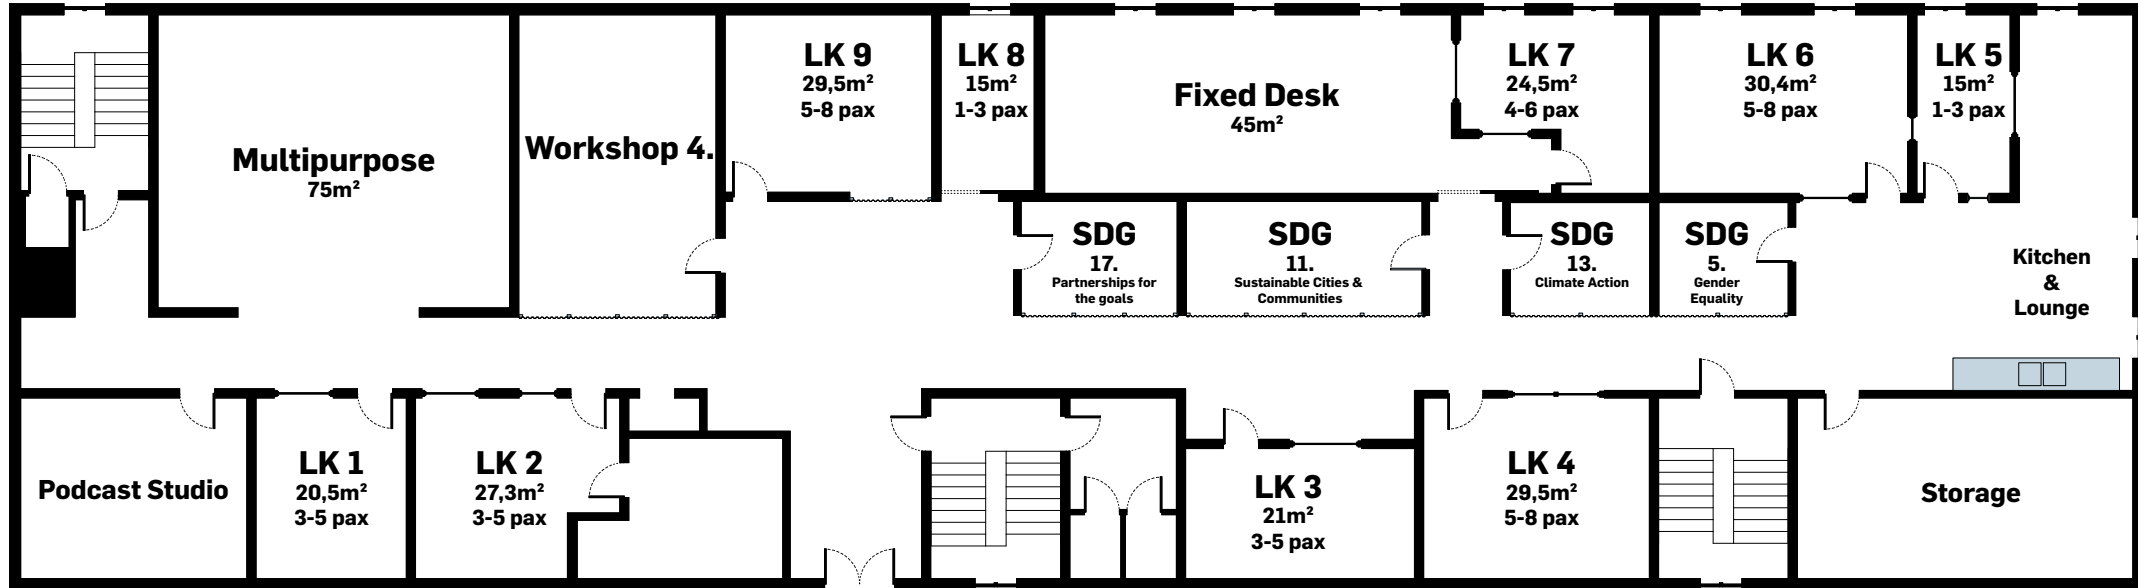 Multipurpose
75m²
Workshop 4.
LK 9
29,5m²
5-8 pax
LK 8
15m²
1-3 pax
Fixed Desk
45m²
LK 7
24,5m²
4-6 pax
LK 6
30,4m²
5-8 pax
LK 5
15m²
1-3 pax
SDG
17.
Partnerships for
the goals
SDG
11.
Sustainable Cities &
Communities
SDG
13.
Climate Action
SDG
5.
Gender
Equality
Kitchen
&
Lounge
Podcast Studio
LK 1
20,5m²
3-5 pax
LK 2
27,3m²
3-5 pax
LK 3
21m²
3-5 pax
LK 4
29,5m²
5-8 pax
Storage